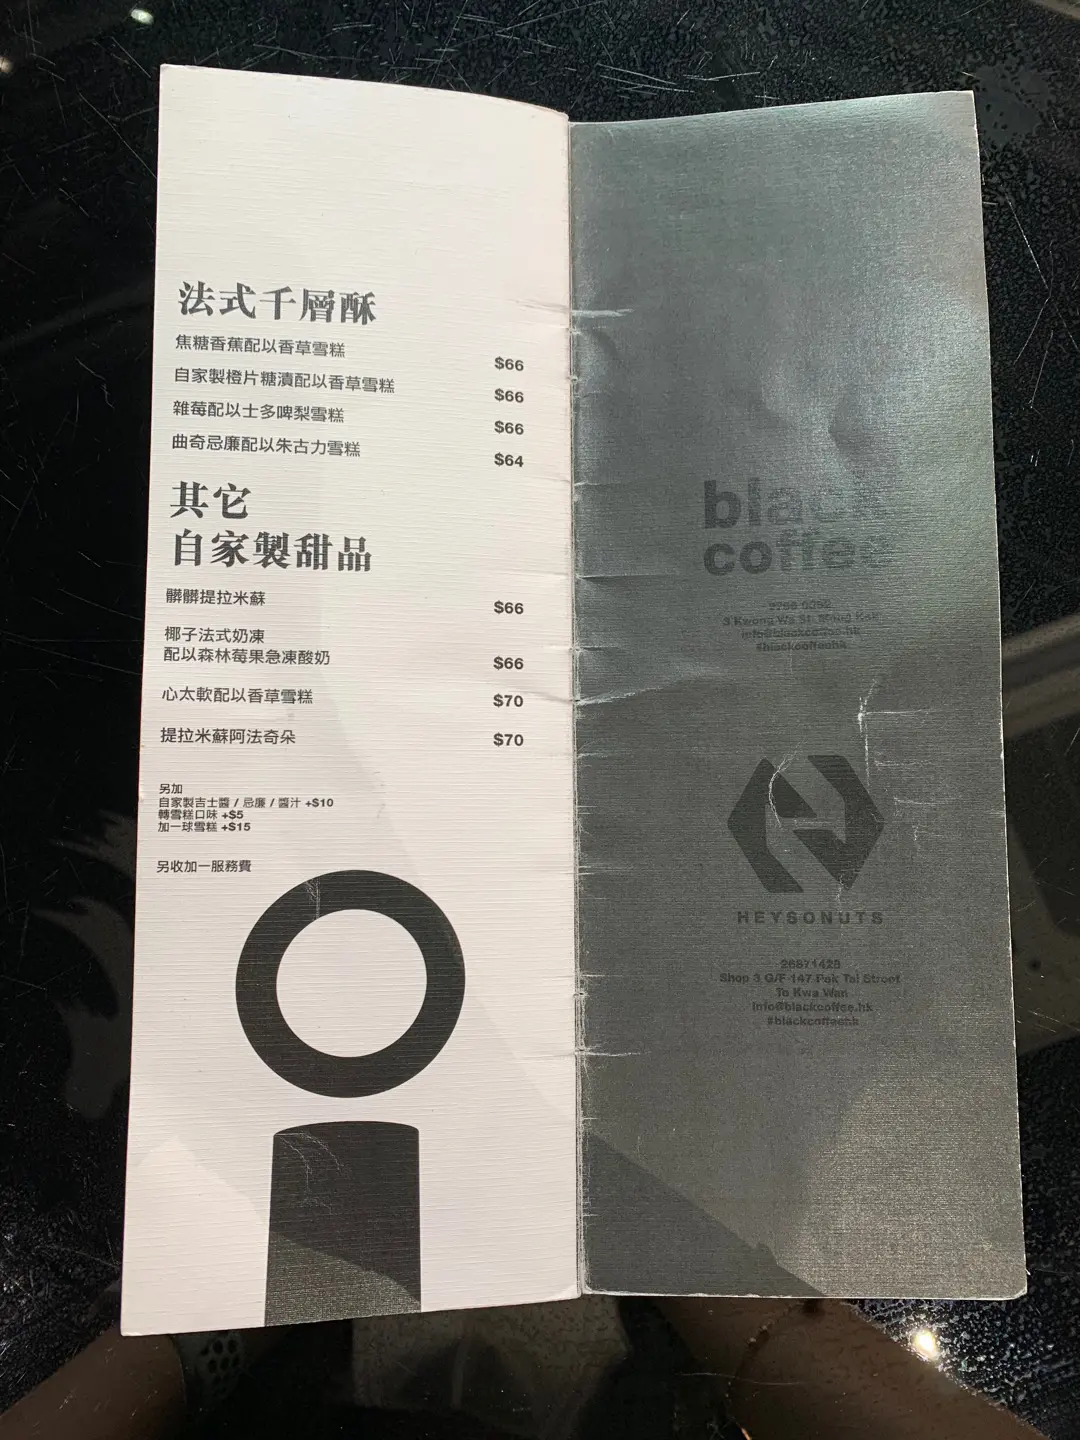 法式千層酥
焦糖香蕉配以香草雪糕 $66
自家製橙片糖漬配以香草雪糕 $66
雜莓配以士多啤梨雪糕 $66
曲奇忌廉配以朱古力雪糕 $64
其它
自家製甜品
髒髒提拉米蘇 $66
椰子法式奶凍
配以森林莓果急凍酸奶 $66
心太軟配以香草雪糕 $70
提拉米蘇阿法奇朵 $70
另加
自家製吉士醬 / 忌廉 / 醬汁 +$10
轉雪糕口味 +$5
加一球雪糕 +$15
另收加一服務費
black
coffee
info@blackcoffee.hk
#blackcoffeehk
HEYSONUTS
26871428
Shop 3 G/F 147 Pak Tai Street
To Kwa Wan
info@blackcoffee.hk
#blackcoffeehk